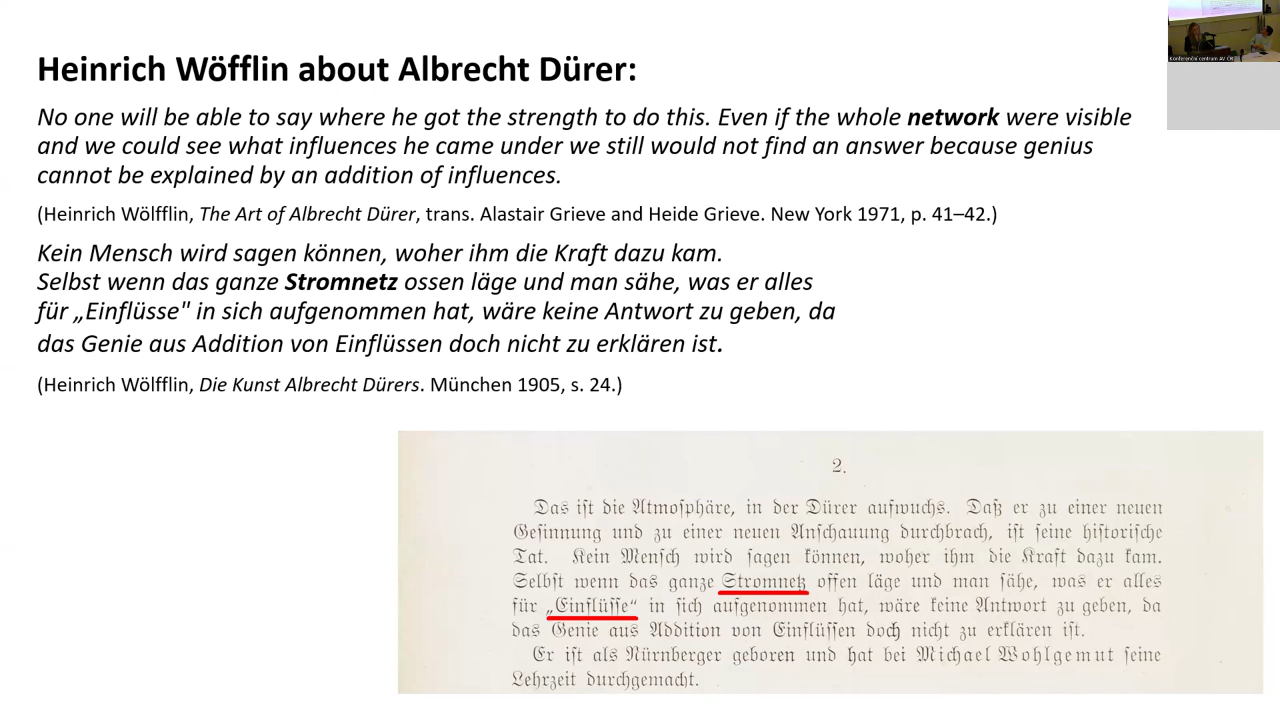 Heinrich Wöfflin about Albrecht Dürer:
No one will be able to say where he got the strength to do this. Even if the whole network were visible
and we could see what influences he came under we still would not find an answer because genius
cannot be explained by an addition of influences.
(Heinrich Wölfflin, The Art of Albrecht Dürer, trans. Alastair Grieve and Heide Grieve. New York 1971, p. 41–42.)
Kein Mensch wird sagen können, woher ihm die Kraft dazu kam.
Selbst wenn das ganze Stromnetz ossen läge und man sähe, was er alles
für „Einflüsse" in sich aufgenommen hat, wäre keine Antwort zu geben, da
das Genie aus Addition von Einflüssen doch nicht zu erklären ist.
(Heinrich Wölfflin, Die Kunst Albrecht Dürers. München 1905, s. 24.)
2.
Das iſt die Atmoſphäre, in der Dürer aufwuchs. Daß er zu einer neuen
Geſinnung und zu einer neuen Anſchauung durchbrach, iſt ſeine hiſtoriſche
Tat. Kein Menſch wird ſagen können, woher ihm die Kraft dazu kam.
Selbſt wenn das ganze Stromnetz offen läge und man ſähe, was er alles
für „Einflüſſe“ in ſich aufgenommen hat, wäre keine Antwort zu geben, da
das Genie aus Addition von Einflüſſen doch nicht zu erklären iſt.
Er iſt als Nürnberger geboren und hat bei Michael Wohlgemut ſeine
Lehrzeit durchgemacht.
Konferenční centrum AV ČR